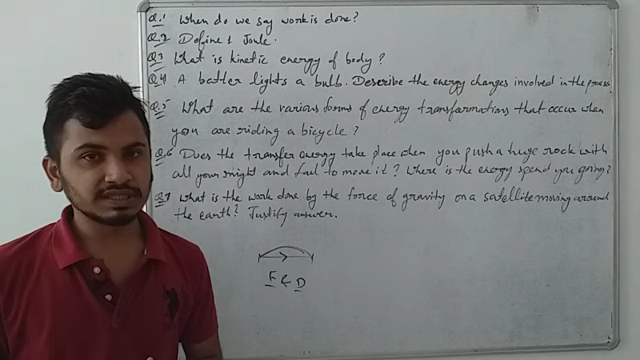 Q.1 When do we say work is done?
Q.2 Define 1 Joule.
Q.3 What is kinetic energy of body?
Q.4 A batter lights a bulb. Describe the energy changes involved in the process
Q.5 What are the various forms of energy transformations that occur when
you are riding a bicycle?
Q.6 Does the transfer energy take place when you push a huge rock with
all your might and fail to move it? Where is the energy spend you going?
Q.7 What is the work done by the force of gravity on a satellite moving around
the earth? Justify answer.
F & D